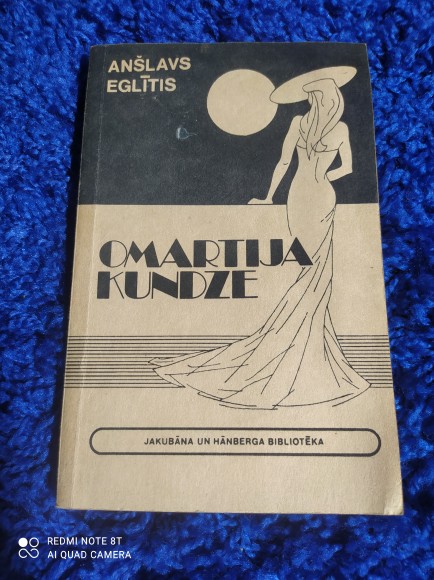 ANŠLAVS
EGLĪTIS
OMARTIJA
KUNDZE
JAKUBĀNA UN HĀNBERGA BIBLIOTĒKA
REDMI NOTE 8T
AI QUAD CAMERA